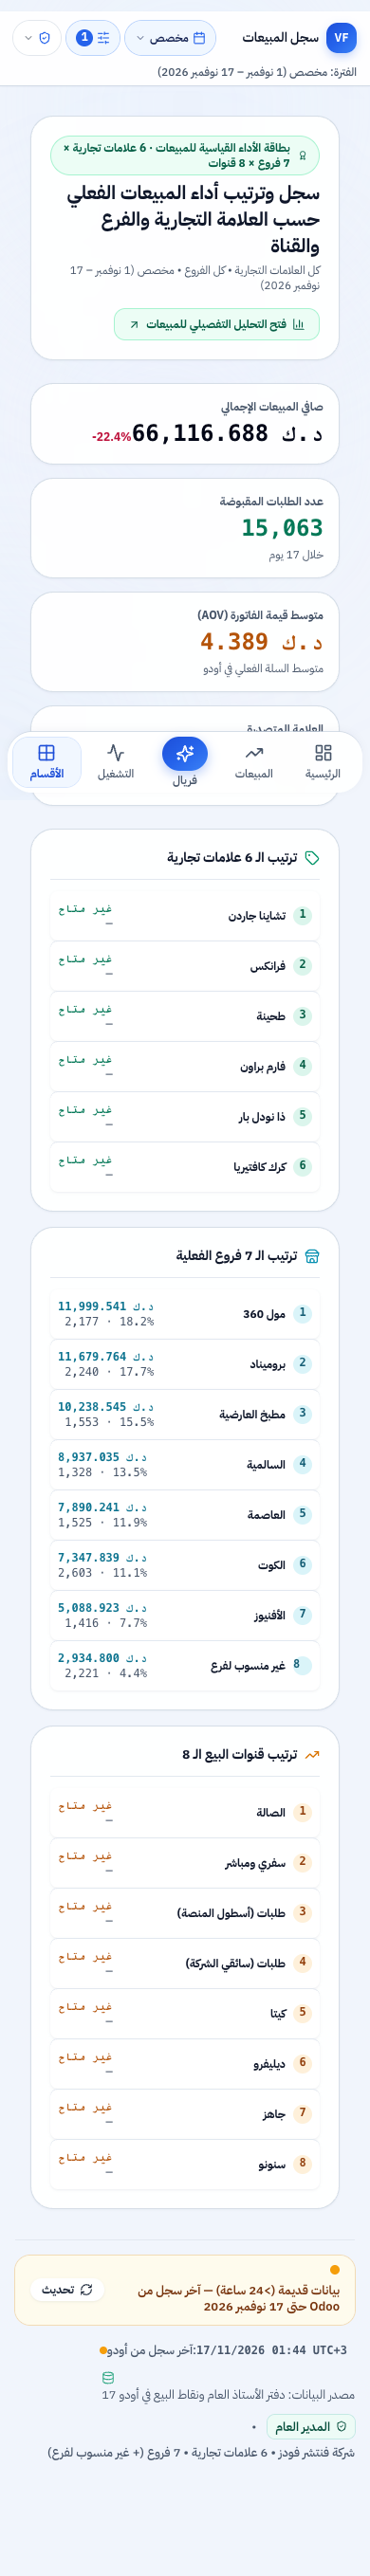 VF
سجل المبيعات
مخصص
1
الفترة: مخصص (1 نوفمبر – 17 نوفمبر 2026)
بطاقة الأداء القياسية للمبيعات · 6 علامات تجارية ×
7 فروع × 8 قنوات
سجل وترتيب أداء المبيعات الفعلي
حسب العلامة التجارية والفرع
والقناة
كل العلامات التجارية • كل الفروع • مخصص (1 نوفمبر – 17
نوفمبر 2026)
فتح التحليل التفصيلي للمبيعات
صافي المبيعات الإجمالي
د.ك 66,116.688 -22.4%
عدد الطلبات المقبوضة
15,063
خلال 17 يوم
متوسط قيمة الفاتورة (AOV)
د.ك 4.389
متوسط السلة الفعلي في أودو
العلامة المتصدرة
الرئيسية
المبيعات
فريال
التشغيل
الأقسام
ترتيب الـ 6 علامات تجارية
1 تشاينا جاردن غير متاح
—
2 فرانكس غير متاح
—
3 طحينة غير متاح
—
4 فارم براون غير متاح
—
5 ذا نودل بار غير متاح
—
6 كرك كافتيريا غير متاح
—
ترتيب الـ 7 فروع الفعلية
1 مول 360 د.ك 11,999.541
2,177 · 18.2%
2 بروميناد د.ك 11,679.764
2,240 · 17.7%
3 مطبخ العارضية د.ك 10,238.545
1,553 · 15.5%
4 السالمية د.ك 8,937.035
1,328 · 13.5%
5 العاصمة د.ك 7,890.241
1,525 · 11.9%
6 الكوت د.ك 7,347.839
2,603 · 11.1%
7 الأفنيوز د.ك 5,088.923
1,416 · 7.7%
8 غير منسوب لفرع د.ك 2,934.800
2,221 · 4.4%
ترتيب قنوات البيع الـ 8
1 الصالة غير متاح
—
2 سفري ومباشر غير متاح
—
3 طلبات (أسطول المنصة) غير متاح
—
4 طلبات (سائقي الشركة) غير متاح
—
5 كيتا غير متاح
—
6 ديليفرو غير متاح
—
7 جاهز غير متاح
—
8 سنونو غير متاح
—
بيانات قديمة (>24 ساعة) — آخر سجل من
Odoo حتى 17 نوفمبر 2026
تحديث
آخر سجل من أودو: 17/11/2026 01:44 UTC+3
مصدر البيانات: دفتر الأستاذ العام ونقاط البيع في أودو 17
المدير العام •
شركة فنتشر فودز • 6 علامات تجارية • 7 فروع (+ غير منسوب لفرع)